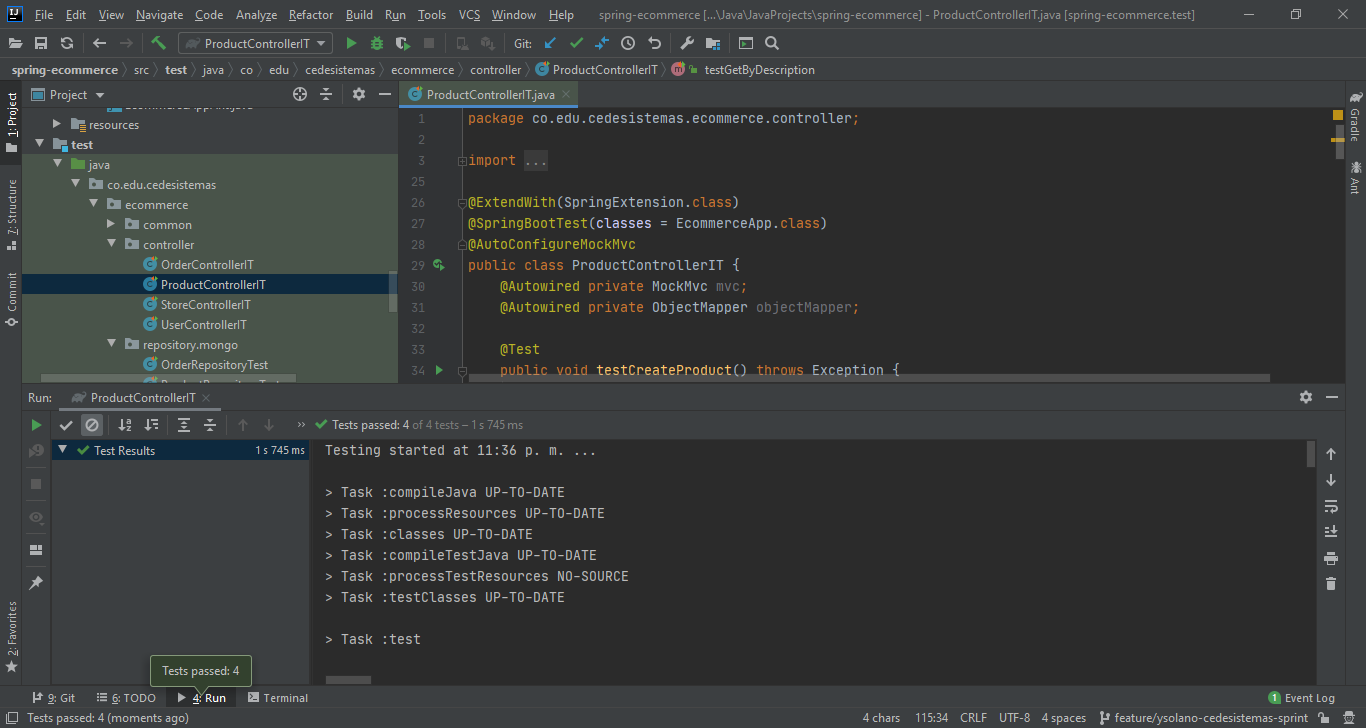 File Edit View Navigate Code Analyze Refactor Build Run Tools VCS Window Help spring-ecommerce [...\Java\JavaProjects\spring-ecommerce] - ProductControllerIT.java [spring-ecommerce.test]
ProductControllerIT Git:
spring-ecommerce src test java co edu cedesistemas ecommerce controller ProductControllerIT testGetByDescription
1: Project
7: Structure
Commit
2: Favorites
Project
resources
test
java
co.edu.cedesistemas
ecommerce
common
controller
OrderControllerIT
ProductControllerIT
StoreControllerIT
UserControllerIT
repository.mongo
OrderRepositoryTest
ProductControllerIT.java
1 package co.edu.cedesistemas.ecommerce.controller;
2
3 import ...
25
26 @ExtendWith(SpringExtension.class)
27 @SpringBootTest(classes = EcommerceApp.class)
28 @AutoConfigureMockMvc
29 public class ProductControllerIT {
30 @Autowired private MockMvc mvc;
31 @Autowired private ObjectMapper objectMapper;
32
33 @Test
34 public void testCreateProduct() throws Exception {
Gradle
Ant
Run: ProductControllerIT
Tests passed: 4 of 4 tests – 1 s 745 ms
Test Results 1 s 745 ms
Testing started at 11:36 p. m. ...
> Task :compileJava UP-TO-DATE
> Task :processResources UP-TO-DATE
> Task :classes UP-TO-DATE
> Task :compileTestJava UP-TO-DATE
> Task :processTestResources NO-SOURCE
> Task :testClasses UP-TO-DATE
> Task :test
Tests passed: 4
9: Git 6: TODO 4: Run Terminal Event Log
1
Tests passed: 4 (moments ago) 4 chars 115:34 CRLF UTF-8 4 spaces feature/ysolano-cedesistemas-sprint